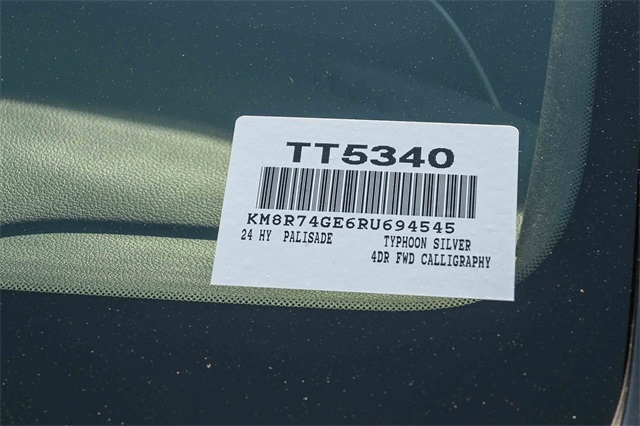 TT5340
KM8R74GE6RU694545
24 HY PALISADE TYPHOON SILVER
4DR FWD CALLIGRAPHY